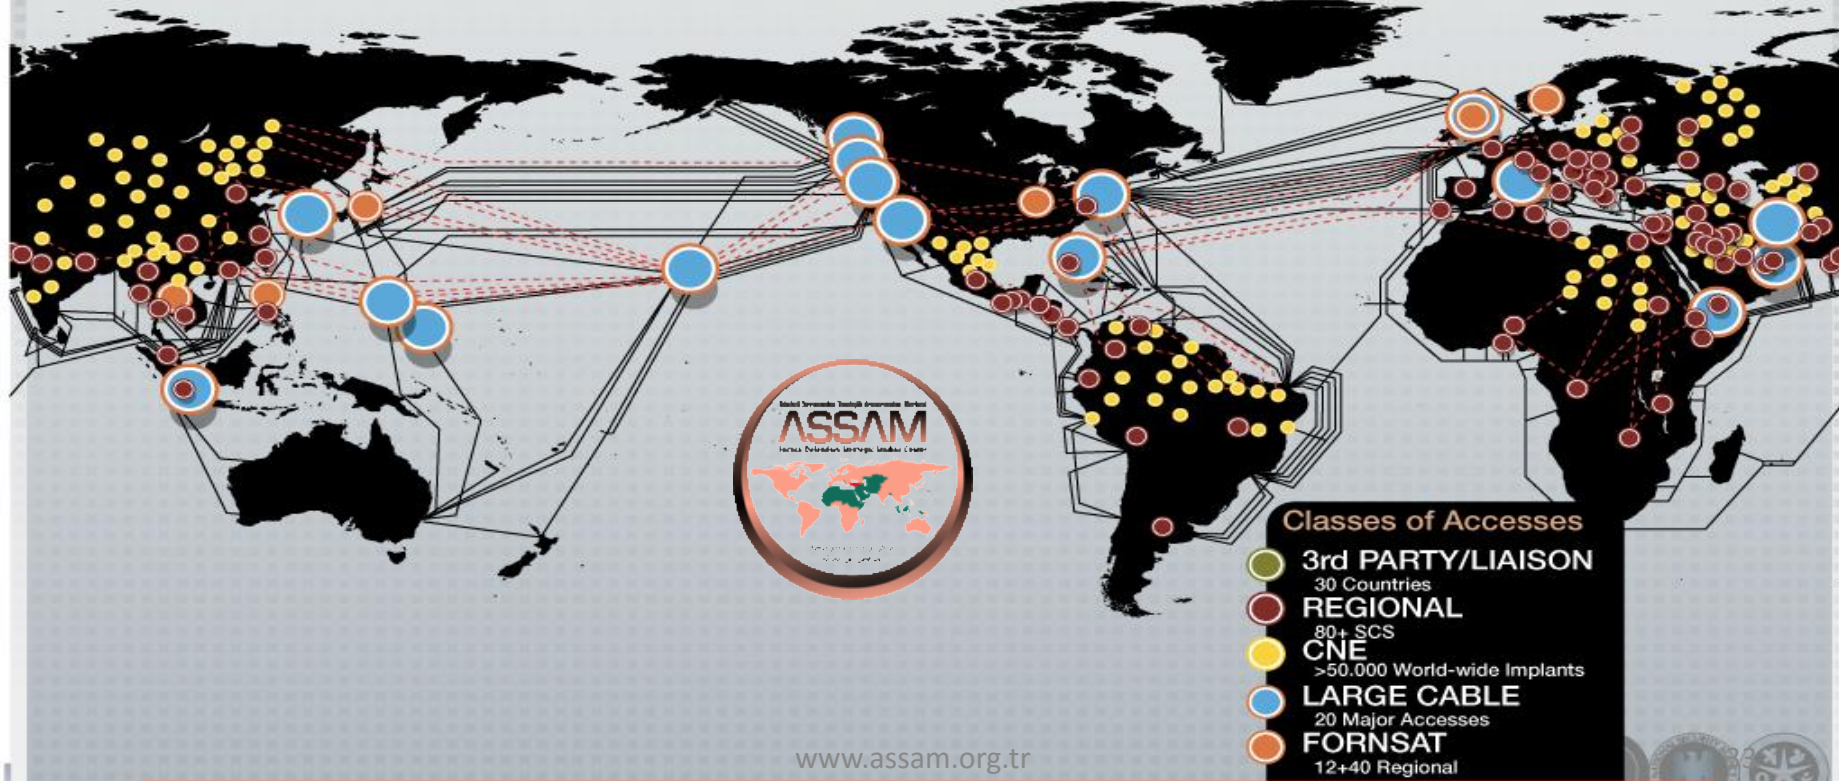 ASSAM
Classes of Accesses
3rd PARTY/LIAISON
30 Countries
REGIONAL
80+ SCS
CNE
>50.000 World-wide Implants
LARGE CABLE
20 Major Accesses
FORNSAT
12+40 Regional
www.assam.org.tr